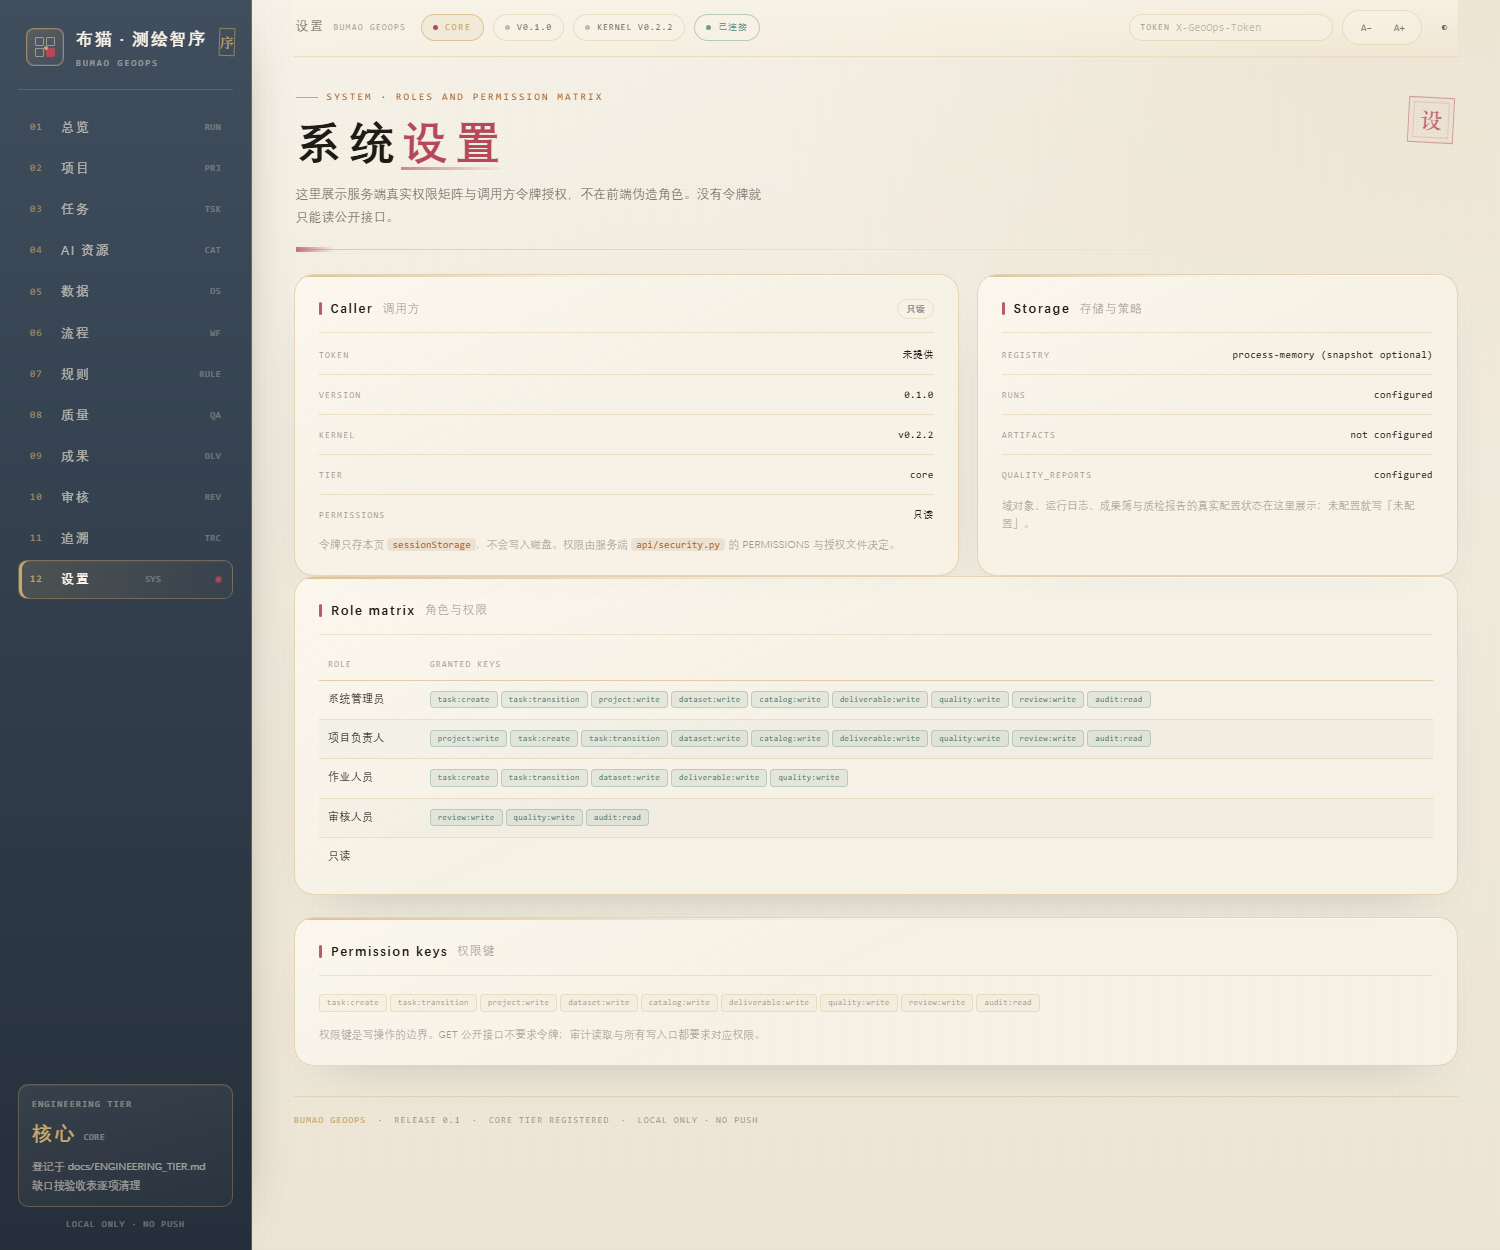 布猫 · 测绘智序 序
BUMAO GEOOPS
01 总览 RUN
02 项目 PRJ
03 任务 TSK
04 AI 资源 CAT
05 数据 DS
06 流程 WF
07 规则 RULE
08 质量 QA
09 成果 DLV
10 审核 REV
11 追溯 TRC
12 设置 SYS
ENGINEERING TIER
核心 CORE
登记于 docs/ENGINEERING_TIER.md
缺口按验收表逐项清理
LOCAL ONLY · NO PUSH
设置 BUMAO GEOOPS CORE V0.1.0 KERNEL V0.2.2 已连接 TOKEN X-GeoOps-Token A− A+
SYSTEM · ROLES AND PERMISSION MATRIX
系统设置
设
这里展示服务端真实权限矩阵与调用方令牌授权，不在前端伪造角色。没有令牌就
只能读公开接口。
Caller 调用方 只读
TOKEN 未提供
VERSION 0.1.0
KERNEL v0.2.2
TIER core
PERMISSIONS 只读
令牌只存本页 sessionStorage，不会写入磁盘。权限由服务端 api/security.py 的 PERMISSIONS 与授权文件决定。
Storage 存储与策略
REGISTRY process-memory (snapshot optional)
RUNS configured
ARTIFACTS not configured
QUALITY_REPORTS configured
域对象、运行日志、成果簿与质检报告的真实配置状态在这里展示；未配置就写「未配
置」。
Role matrix 角色与权限
ROLE GRANTED KEYS
系统管理员 task:create task:transition project:write dataset:write catalog:write deliverable:write quality:write review:write audit:read
项目负责人 project:write task:create task:transition dataset:write catalog:write deliverable:write quality:write review:write audit:read
作业人员 task:create task:transition dataset:write deliverable:write quality:write
审核人员 review:write quality:write audit:read
只读
Permission keys 权限键
task:create task:transition project:write dataset:write catalog:write deliverable:write quality:write review:write audit:read
权限键是写操作的边界。GET 公开接口不要求令牌；审计读取与所有写入口都要求对应权限。
BUMAO GEOOPS · RELEASE 0.1 · CORE TIER REGISTERED · LOCAL ONLY · NO PUSH